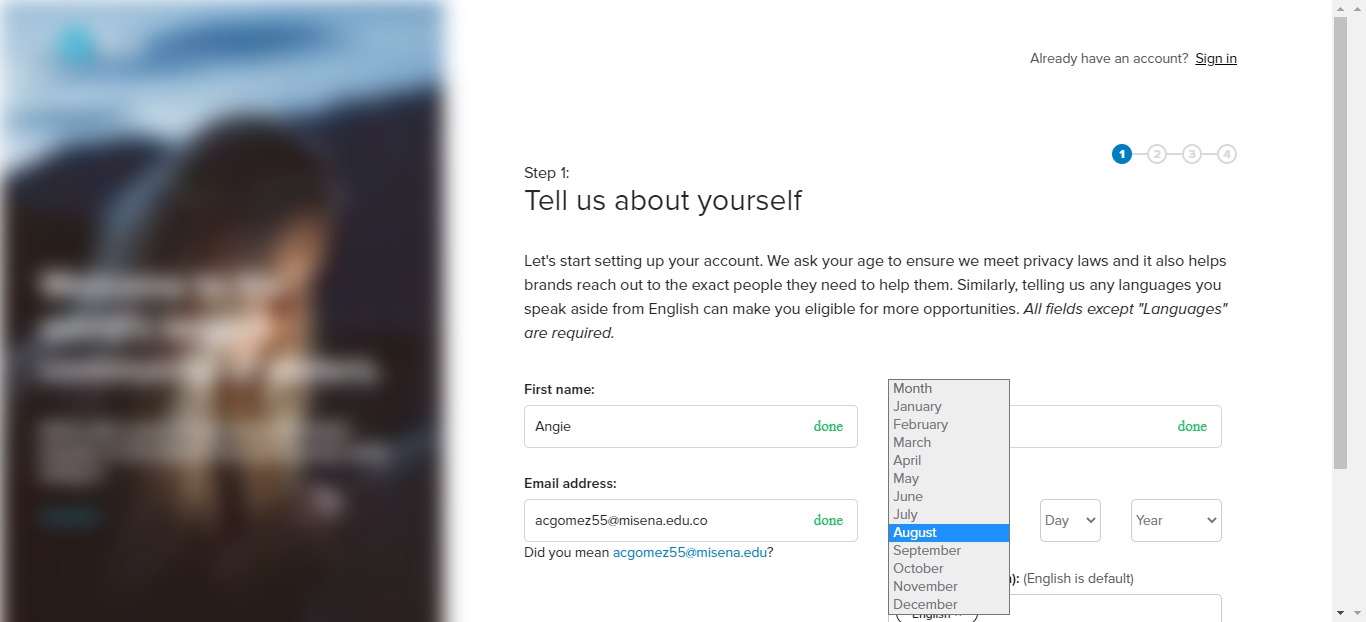 Already have an account? Sign in
1 2 3 4
Step 1:
Tell us about yourself
Let's start setting up your account. We ask your age to ensure we meet privacy laws and it also helps
brands reach out to the exact people they need to help them. Similarly, telling us any languages you
speak aside from English can make you eligible for more opportunities. All fields except "Languages"
are required.
First name:
Angie done
done
Email address:
acgomez55@misena.edu.co done
Did you mean acgomez55@misena.edu?
Month
January
February
March
April
May
June
July
August
September
October
November
December
Day
Year
): (English is default)
English